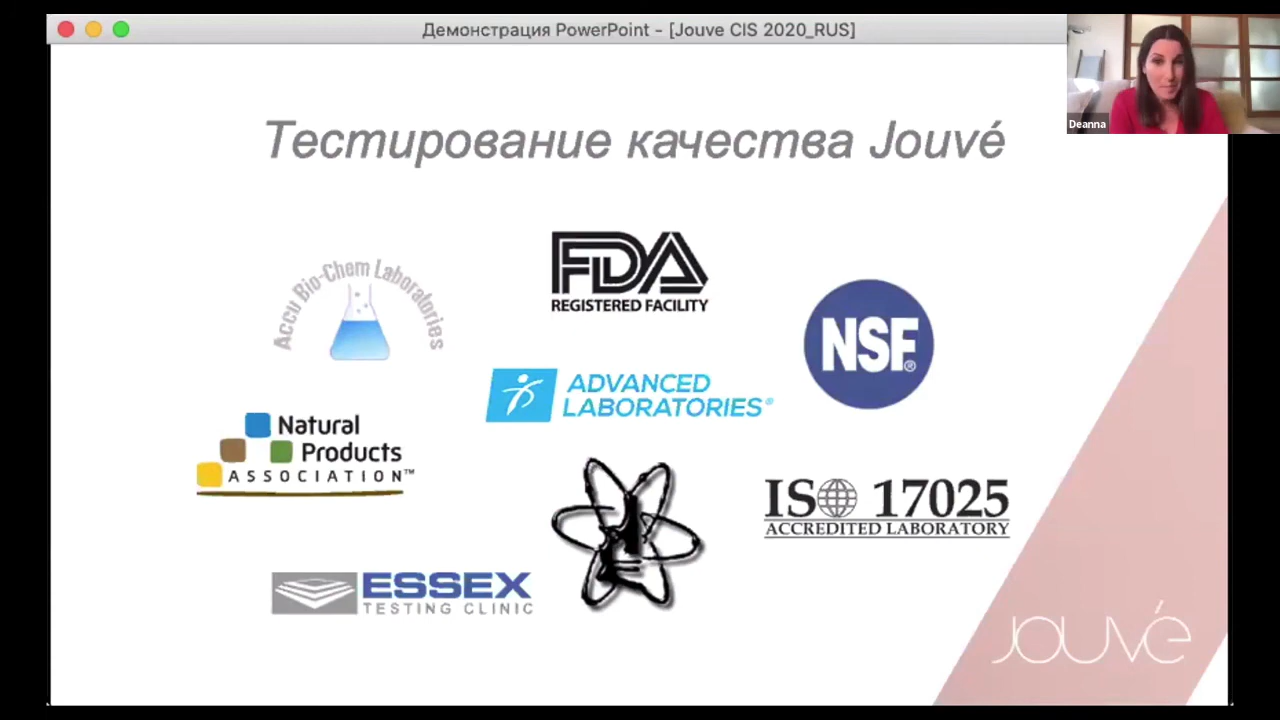 Демонстрация PowerPoint - [Jouve CIS 2020_RUS]
Deanna
Тестирование качества Jouvé
Accu Bio-Chem Laboratories
FDA
REGISTERED FACILITY
NSF®
ADVANCED
LABORATORIES®
Natural
Products
ASSOCIATION™
ISO 17025
ACCREDITED LABORATORY
ESSEX
TESTING CLINIC
JOUVÉ